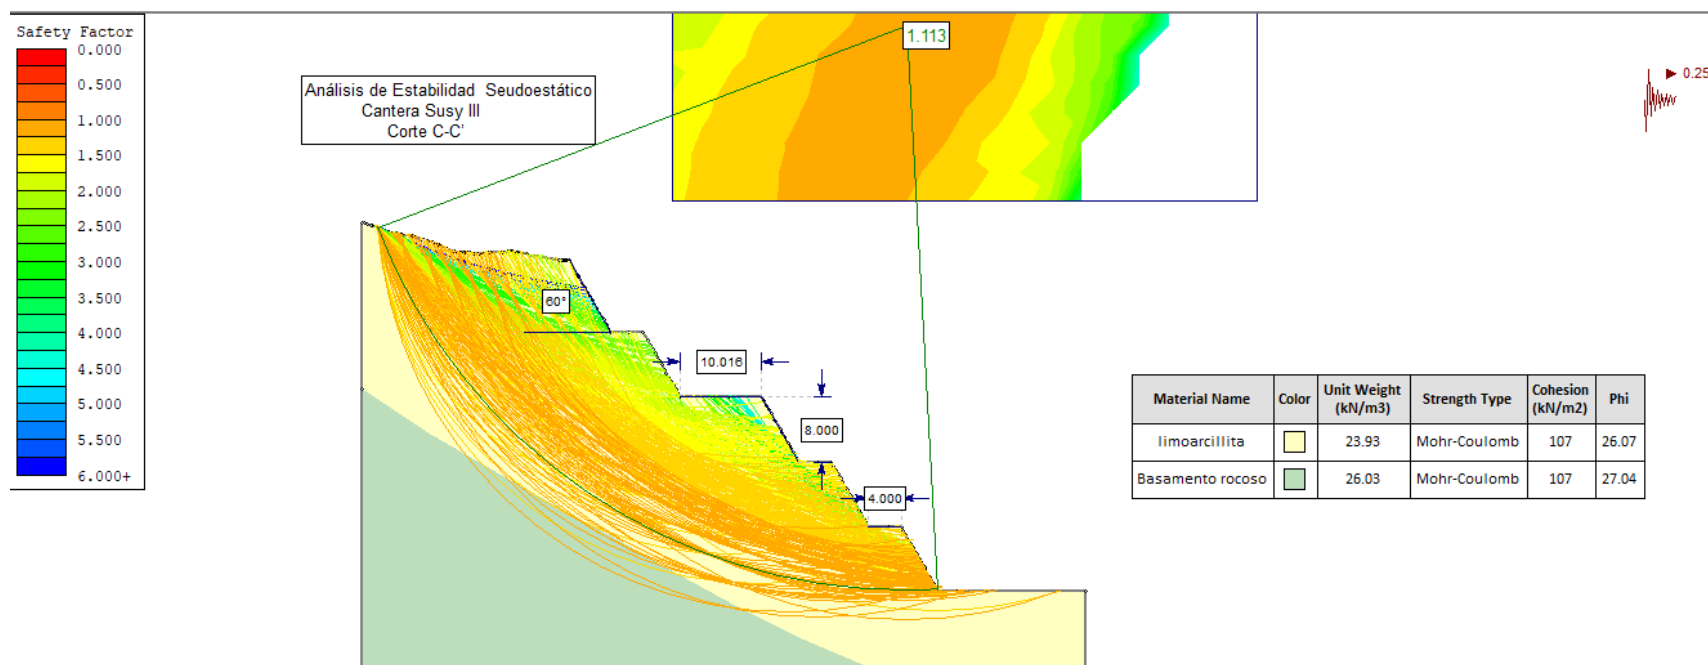 Safety Factor
0.000
0.500
1.000
1.500
2.000
2.500
3.000
3.500
4.000
4.500
5.000
5.500
6.000+
Análisis de Estabilidad Seudoestático
Cantera Susy III
Corte C-C'
1.113
0.25
60°
10.016
8.000
4.000
Material Name Color Unit Weight (kN/m3) Strength Type Cohesion (kN/m2) Phi
limoarcillita 23.93 Mohr-Coulomb 107 26.07
Basamento rocoso 26.03 Mohr-Coulomb 107 27.04